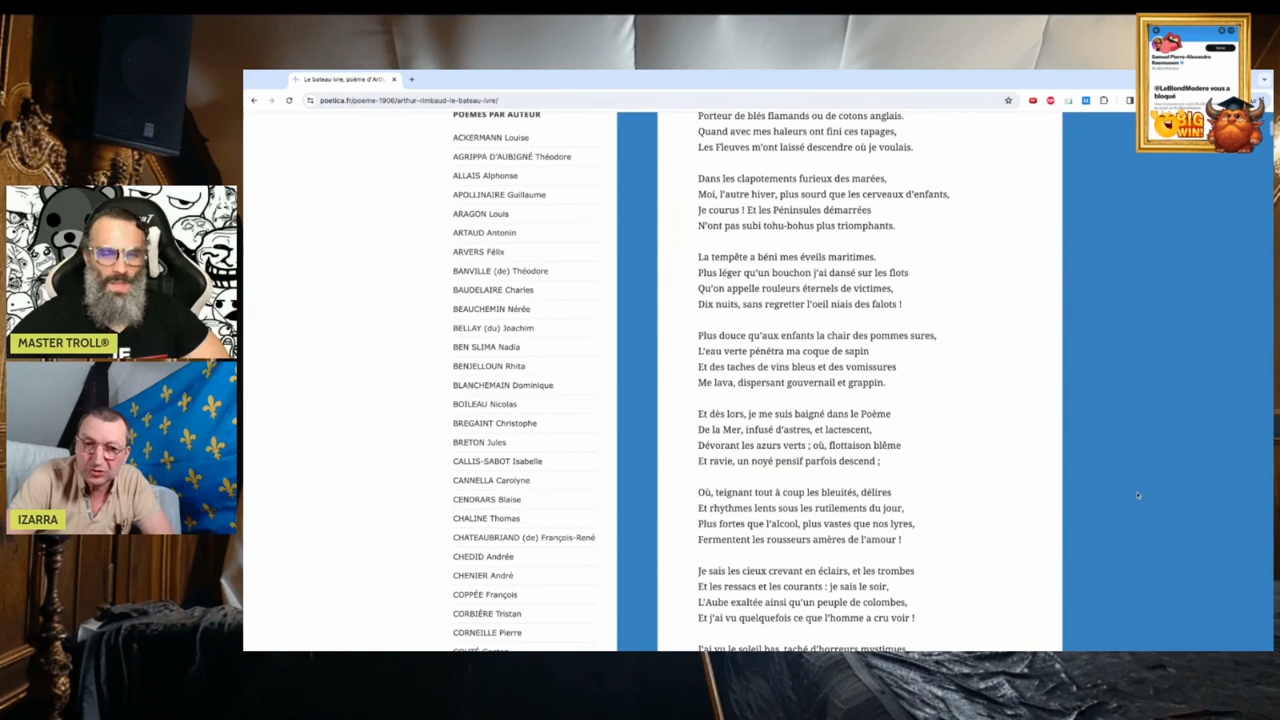 Le bateau ivre, poème d'Arth
poetica.fr/poeme-1906/arthur-rimbaud-le-bateau-ivre/
POÈMES PAR AUTEUR
ACKERMANN Louise
AGRIPPA D'AUBIGNÉ Théodore
ALLAIS Alphonse
APOLLINAIRE Guillaume
ARAGON Louis
ARTAUD Antonin
ARVERS Félix
BANVILLE (de) Théodore
BAUDELAIRE Charles
BEAUCHEMIN Nérée
BELLAY (du) Joachim
BEN SLIMA Nadia
BENJELLOUN Rhita
BLANCHEMAIN Dominique
BOILEAU Nicolas
BREGAINT Christophe
BRETON Jules
CALLIS-SABOT Isabelle
CANNELLA Carolyne
CENDRARS Blaise
CHALINE Thomas
CHATEAUBRIAND (de) François-René
CHEDID Andrée
CHENIER André
COPPÉE François
CORBIÈRE Tristan
CORNEILLE Pierre
Porteur de blés flamands ou de cotons anglais.
Quand avec mes haleurs ont fini ces tapages,
Les Fleuves m'ont laissé descendre où je voulais.
Dans les clapotements furieux des marées,
Moi, l'autre hiver, plus sourd que les cerveaux d'enfants,
Je courus ! Et les Péninsules démarrées
N'ont pas subi tohu-bohus plus triomphants.
La tempête a béni mes éveils maritimes.
Plus léger qu'un bouchon j'ai dansé sur les flots
Qu'on appelle rouleurs éternels de victimes,
Dix nuits, sans regretter l'oeil niais des falots !
Plus douce qu'aux enfants la chair des pommes sures,
L'eau verte pénétra ma coque de sapin
Et des taches de vins bleus et des vomissures
Me lava, dispersant gouvernail et grappin.
Et dès lors, je me suis baigné dans le Poème
De la Mer, infusé d'astres, et lactescent,
Dévorant les azurs verts ; où, flottaison blême
Et ravie, un noyé pensif parfois descend ;
Où, teignant tout à coup les bleuités, délires
Et rhythmes lents sous les rutilements du jour,
Plus fortes que l'alcool, plus vastes que nos lyres,
Fermentent les rousseurs amères de l'amour !
Je sais les cieux crevant en éclairs, et les trombes
Et les ressacs et les courants : je sais le soir,
L'Aube exaltée ainsi qu'un peuple de colombes,
Et j'ai vu quelquefois ce que l'homme a cru voir !
J'ai vu le soleil bas, taché d'horreurs mystiques,
MASTER TROLL®
IZARRA
Samuel Pierre-Alexandre
Rasmussen
@LeBlondModere vous a
bloqué
BIG
WIN!